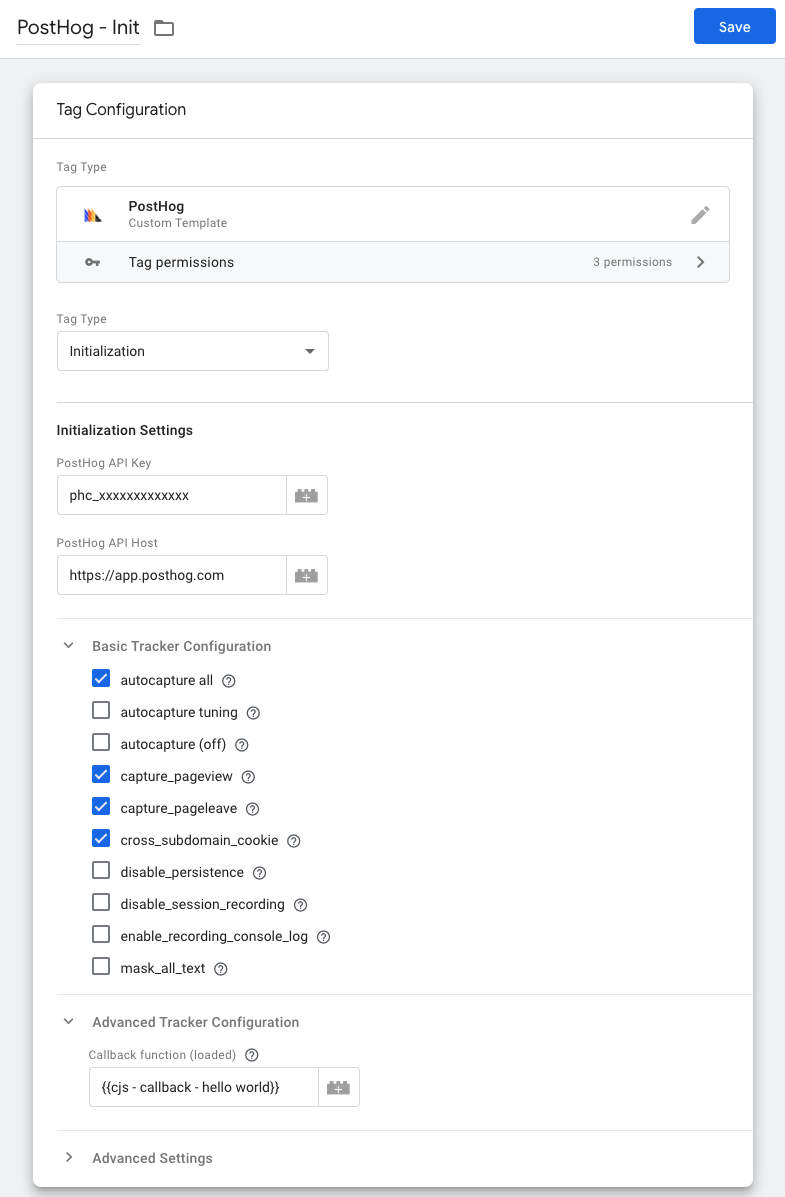 PostHog - Init
Save
Tag Configuration
Tag Type
PostHog
Custom Template
Tag permissions
3 permissions
Tag Type
Initialization
Initialization Settings
PostHog API Key
phc_xxxxxxxxxxxxx
PostHog API Host
https://app.posthog.com
Basic Tracker Configuration
autocapture all
autocapture tuning
autocapture (off)
capture_pageview
capture_pageleave
cross_subdomain_cookie
disable_persistence
disable_session_recording
enable_recording_console_log
mask_all_text
Advanced Tracker Configuration
Callback function (loaded)
{{cjs - callback - hello world}}
Advanced Settings